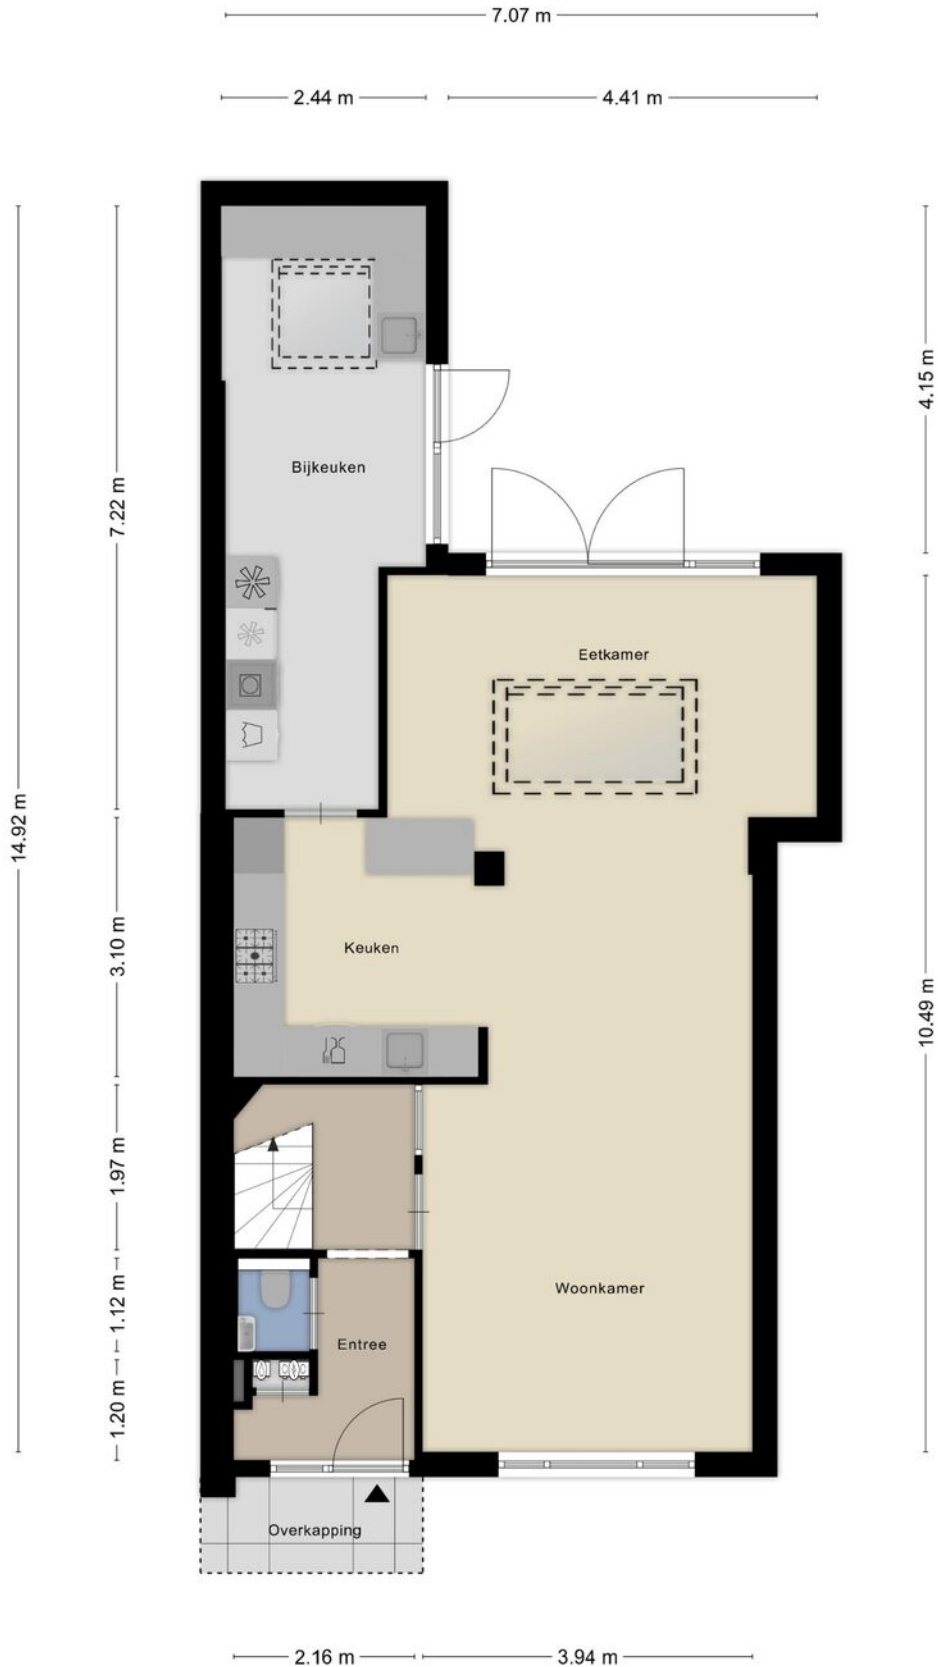 7.07 m
2.44 m
4.41 m
4.15 m
Bijkeuken
7.22 m
Eetkamer
14.92 m
3.10 m
Keuken
10.49 m
1.97 m
Woonkamer
1.12 m
Entree
1.20 m
Overkapping
2.16 m
3.94 m